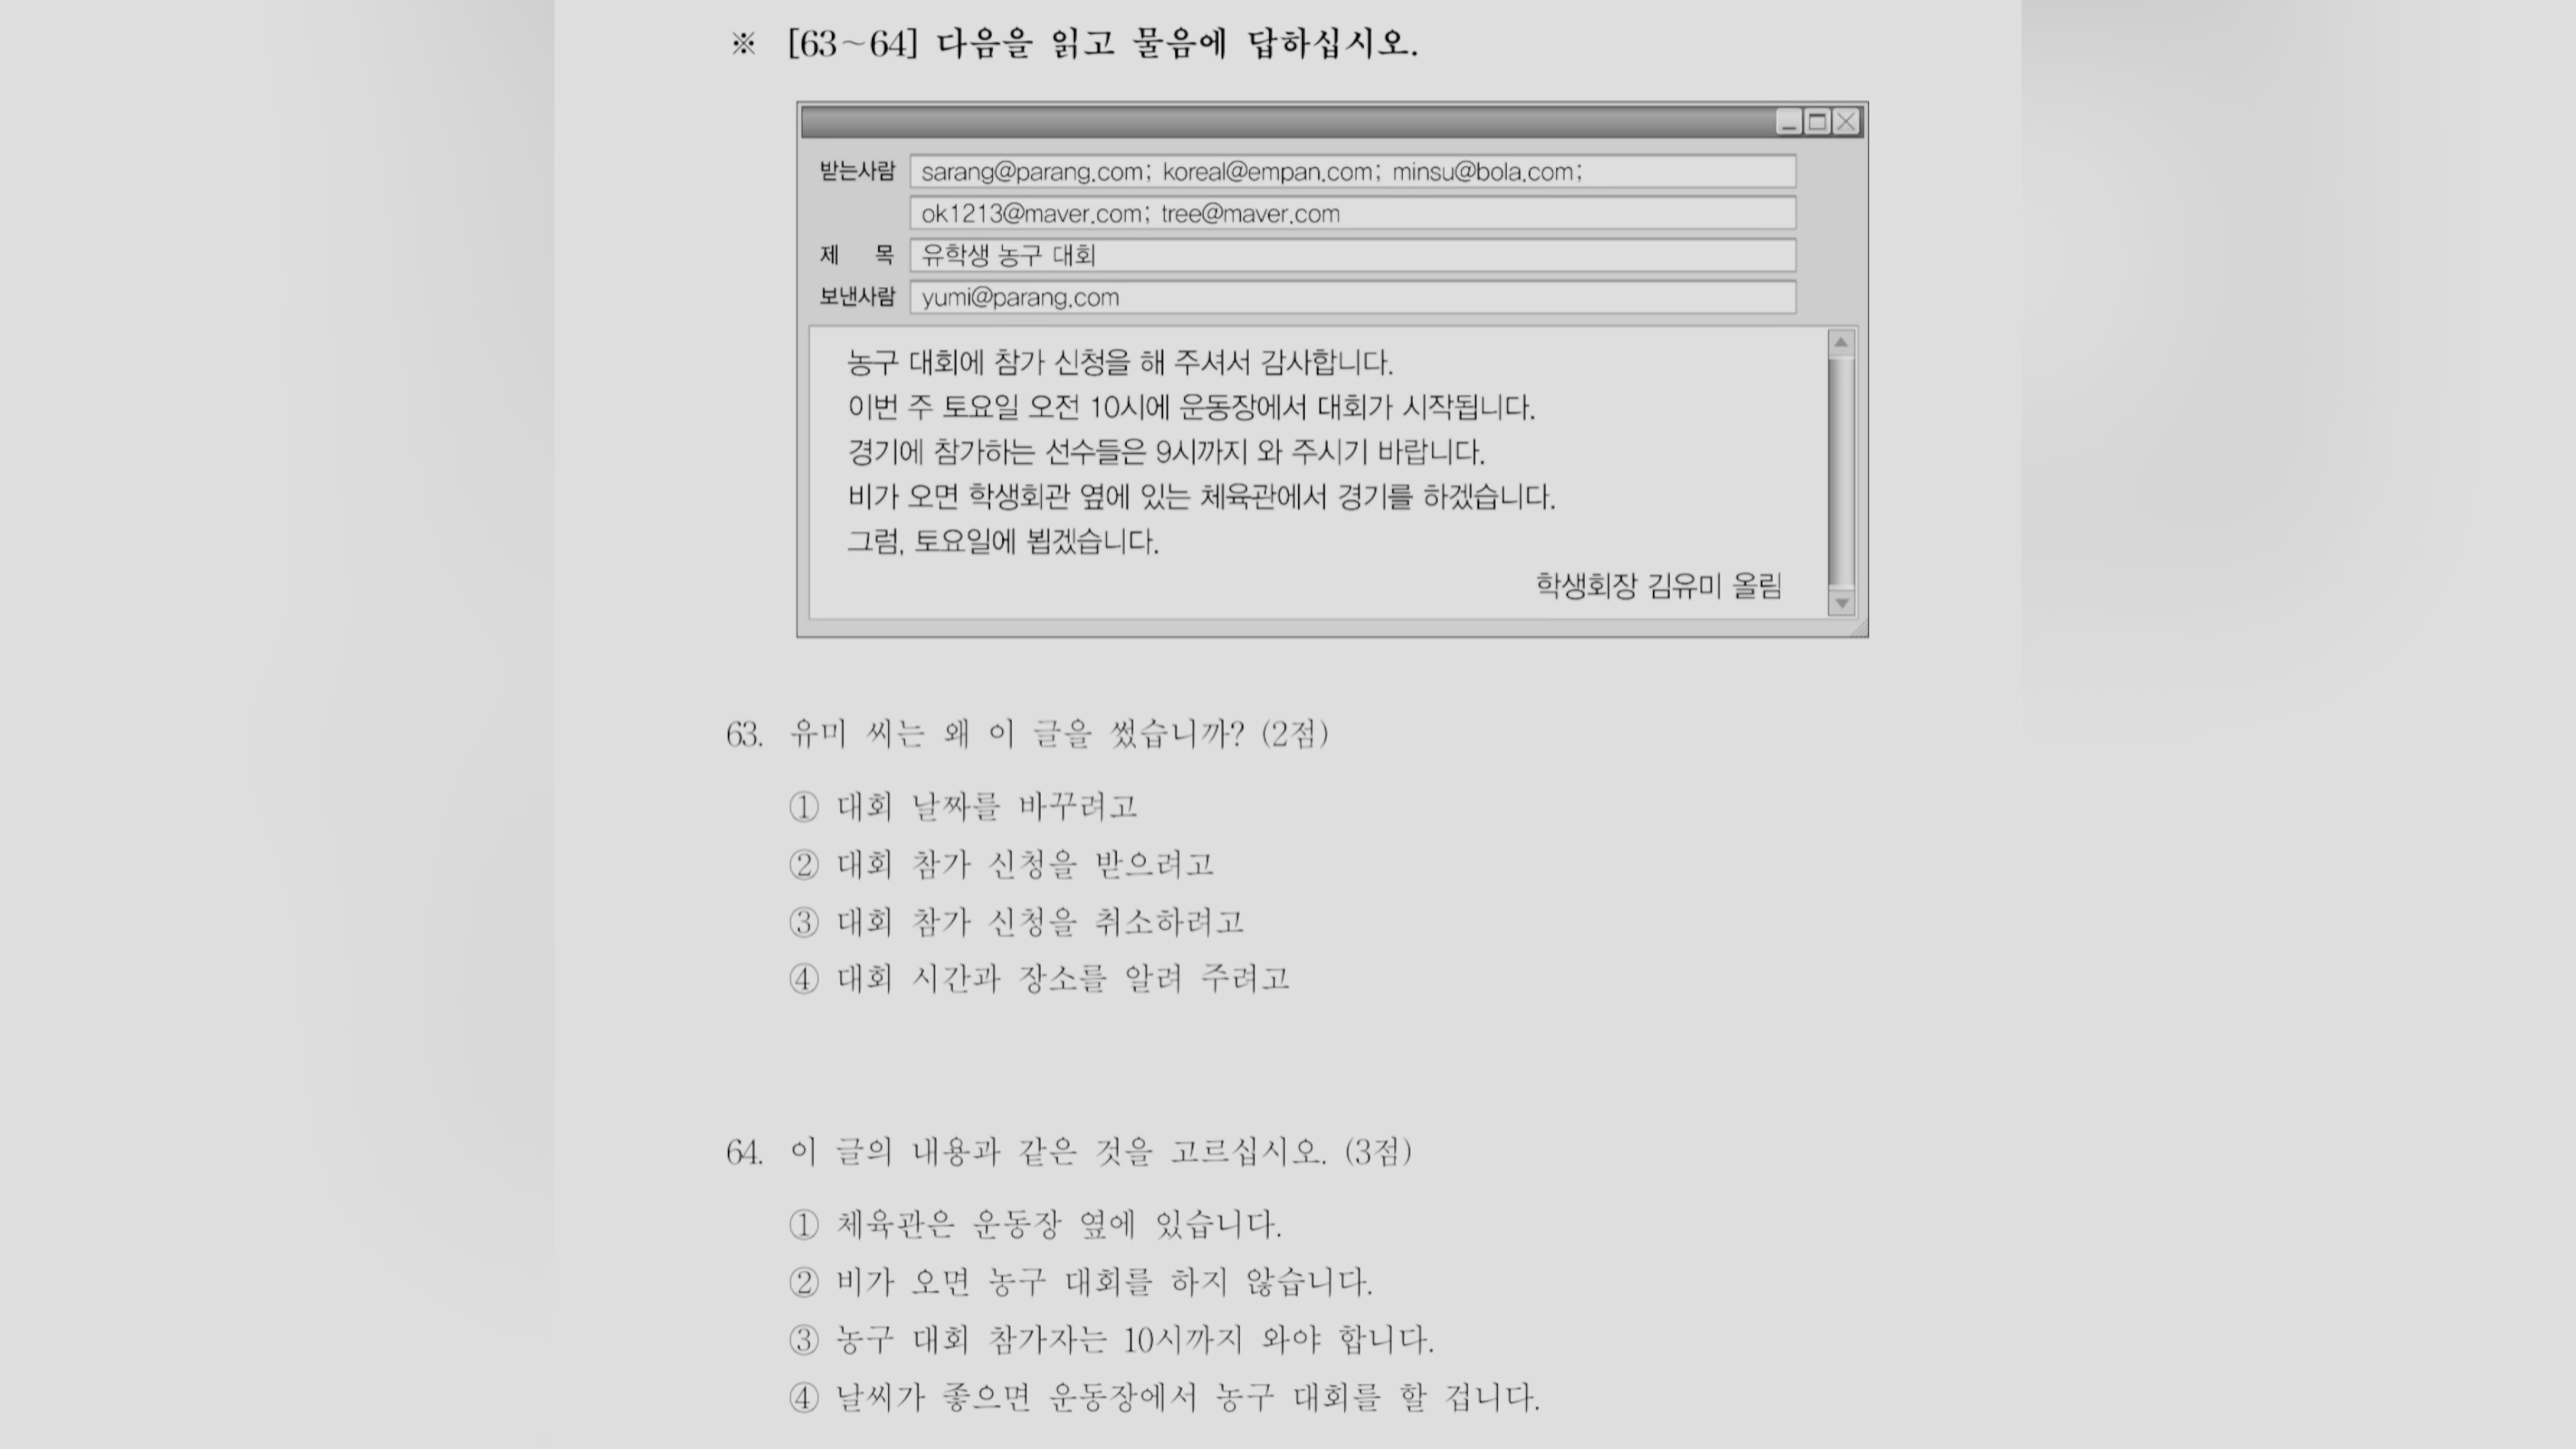 ※ [63~64] 다음을 읽고 물음에 답하십시오.
받는사람 sarang@parang.com; koreal@empan.com; minsu@bola.com;
ok1213@maver.com; tree@maver.com
제 목 유학생 농구 대회
보낸사람 yumi@parang.com
농구 대회에 참가 신청을 해 주셔서 감사합니다.
이번 주 토요일 오전 10시에 운동장에서 대회가 시작됩니다.
경기에 참가하는 선수들은 9시까지 와 주시기 바랍니다.
비가 오면 학생회관 옆에 있는 체육관에서 경기를 하겠습니다.
그럼, 토요일에 뵙겠습니다.
학생회장 김유미 올림
63. 유미 씨는 왜 이 글을 썼습니까? (2점)
① 대회 날짜를 바꾸려고
② 대회 참가 신청을 받으려고
③ 대회 참가 신청을 취소하려고
④ 대회 시간과 장소를 알려 주려고
64. 이 글의 내용과 같은 것을 고르십시오. (3점)
① 체육관은 운동장 옆에 있습니다.
② 비가 오면 농구 대회를 하지 않습니다.
③ 농구 대회 참가자는 10시까지 와야 합니다.
④ 날씨가 좋으면 운동장에서 농구 대회를 할 겁니다.